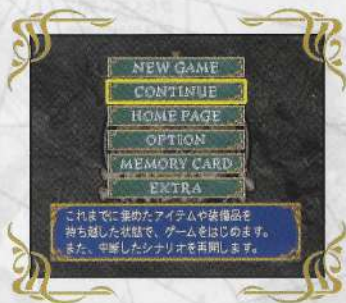 NEW GAME
CONTINUE
HOME PAGE
OPTION
MEMORY CARD
EXTRA
これまでに集めたアイテムや装備品を
持ち越した状態で、ゲームをはじめます。
また、中断したシナリオを再開します。